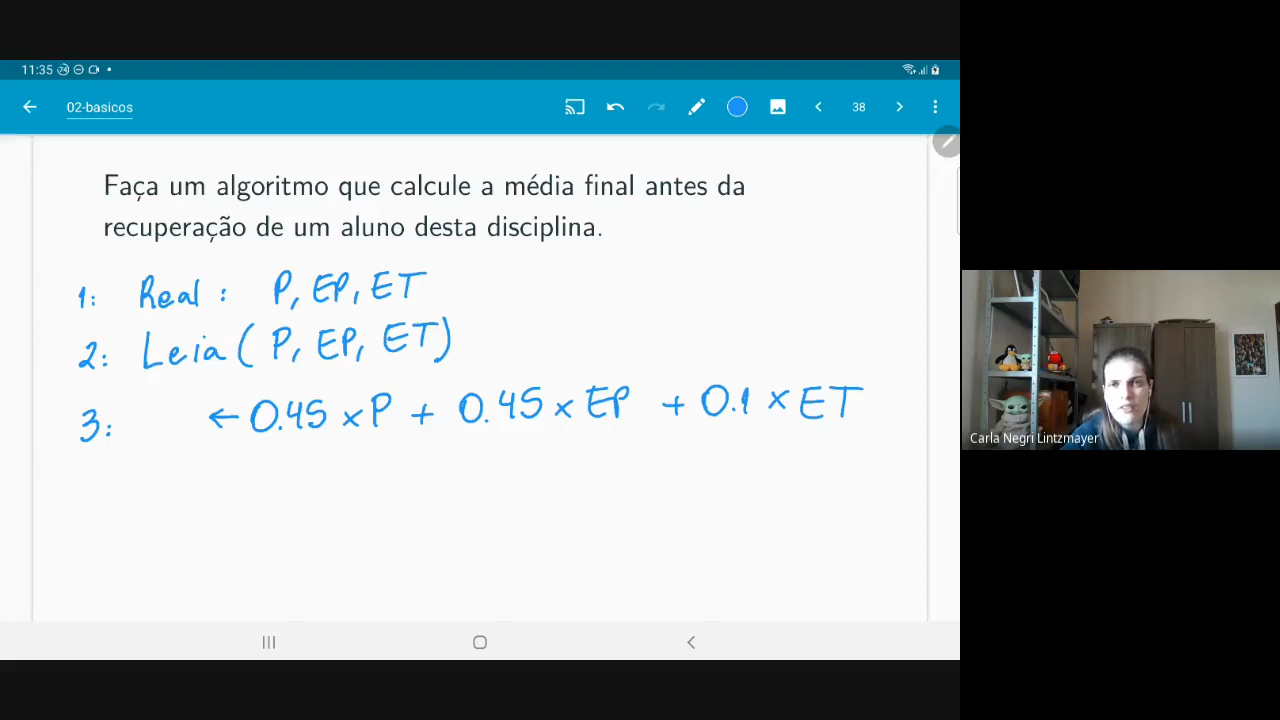 11:35
02-basicos
38
Faça um algoritmo que calcule a média final antes da
recuperação de um aluno desta disciplina.
1: Real : P, EP, ET
2: Leia ( P, EP, ET)
3: ← 0.45 × P + 0.45 × EP + 0.1 × ET
Carla Negri Lintzmayer